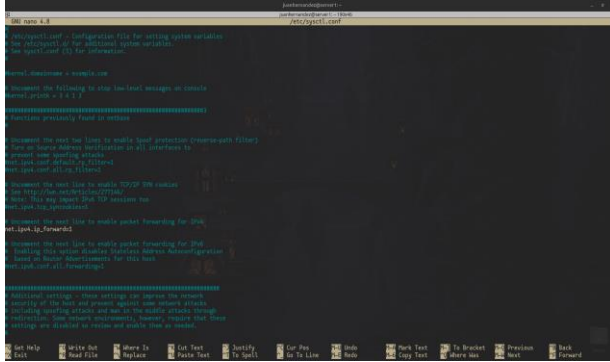 juanhernandez@server1:~
juanhernandez@server1: ~ 190x45
GNU nano 4.8 /etc/sysctl.conf
#
# /etc/sysctl.conf - Configuration file for setting system variables
# See /etc/sysctl.d/ for additional system variables.
# See sysctl.conf (5) for information.
#
#kernel.domainname = example.com
# Uncomment the following to stop low-level messages on console
#kernel.printk = 3 4 1 3
# Functions previously found in netbase
#
# Uncomment the next two lines to enable Spoof protection (reverse-path filter)
# Turn on Source Address Verification in all interfaces to
# prevent some spoofing attacks
#net.ipv4.conf.default.rp_filter=1
#net.ipv4.conf.all.rp_filter=1
# Uncomment the next line to enable TCP/IP SYN cookies
# See http://lwn.net/Articles/277146/
# Note: This may impact IPv6 TCP sessions too
#net.ipv4.tcp_syncookies=1
# Uncomment the next line to enable packet forwarding for IPv4
net.ipv4.ip_forward=1
# Uncomment the next line to enable packet forwarding for IPv6
# Enabling this option disables Stateless Address Autoconfiguration
# based on Router Advertisements for this host
#net.ipv6.conf.all.forwarding=1
# Additional settings - these settings can improve the network
# security of the host and prevent against some network attacks
# including spoofing attacks and man in the middle attacks through
# redirection. Some network environments, however, require that these
# settings are disabled so review and enable them as needed.
#
^G Get Help ^O Write Out ^W Where Is ^K Cut Text ^J Justify ^C Cur Pos M-U Undo M-A Mark Text M-] To Bracket M-Q Previous ^B Back
^X Exit ^R Read File ^\ Replace ^U Paste Text ^T To Spell ^_ Go To Line M-E Redo M-6 Copy Text ^Q Where Was M-W Next ^F Forward